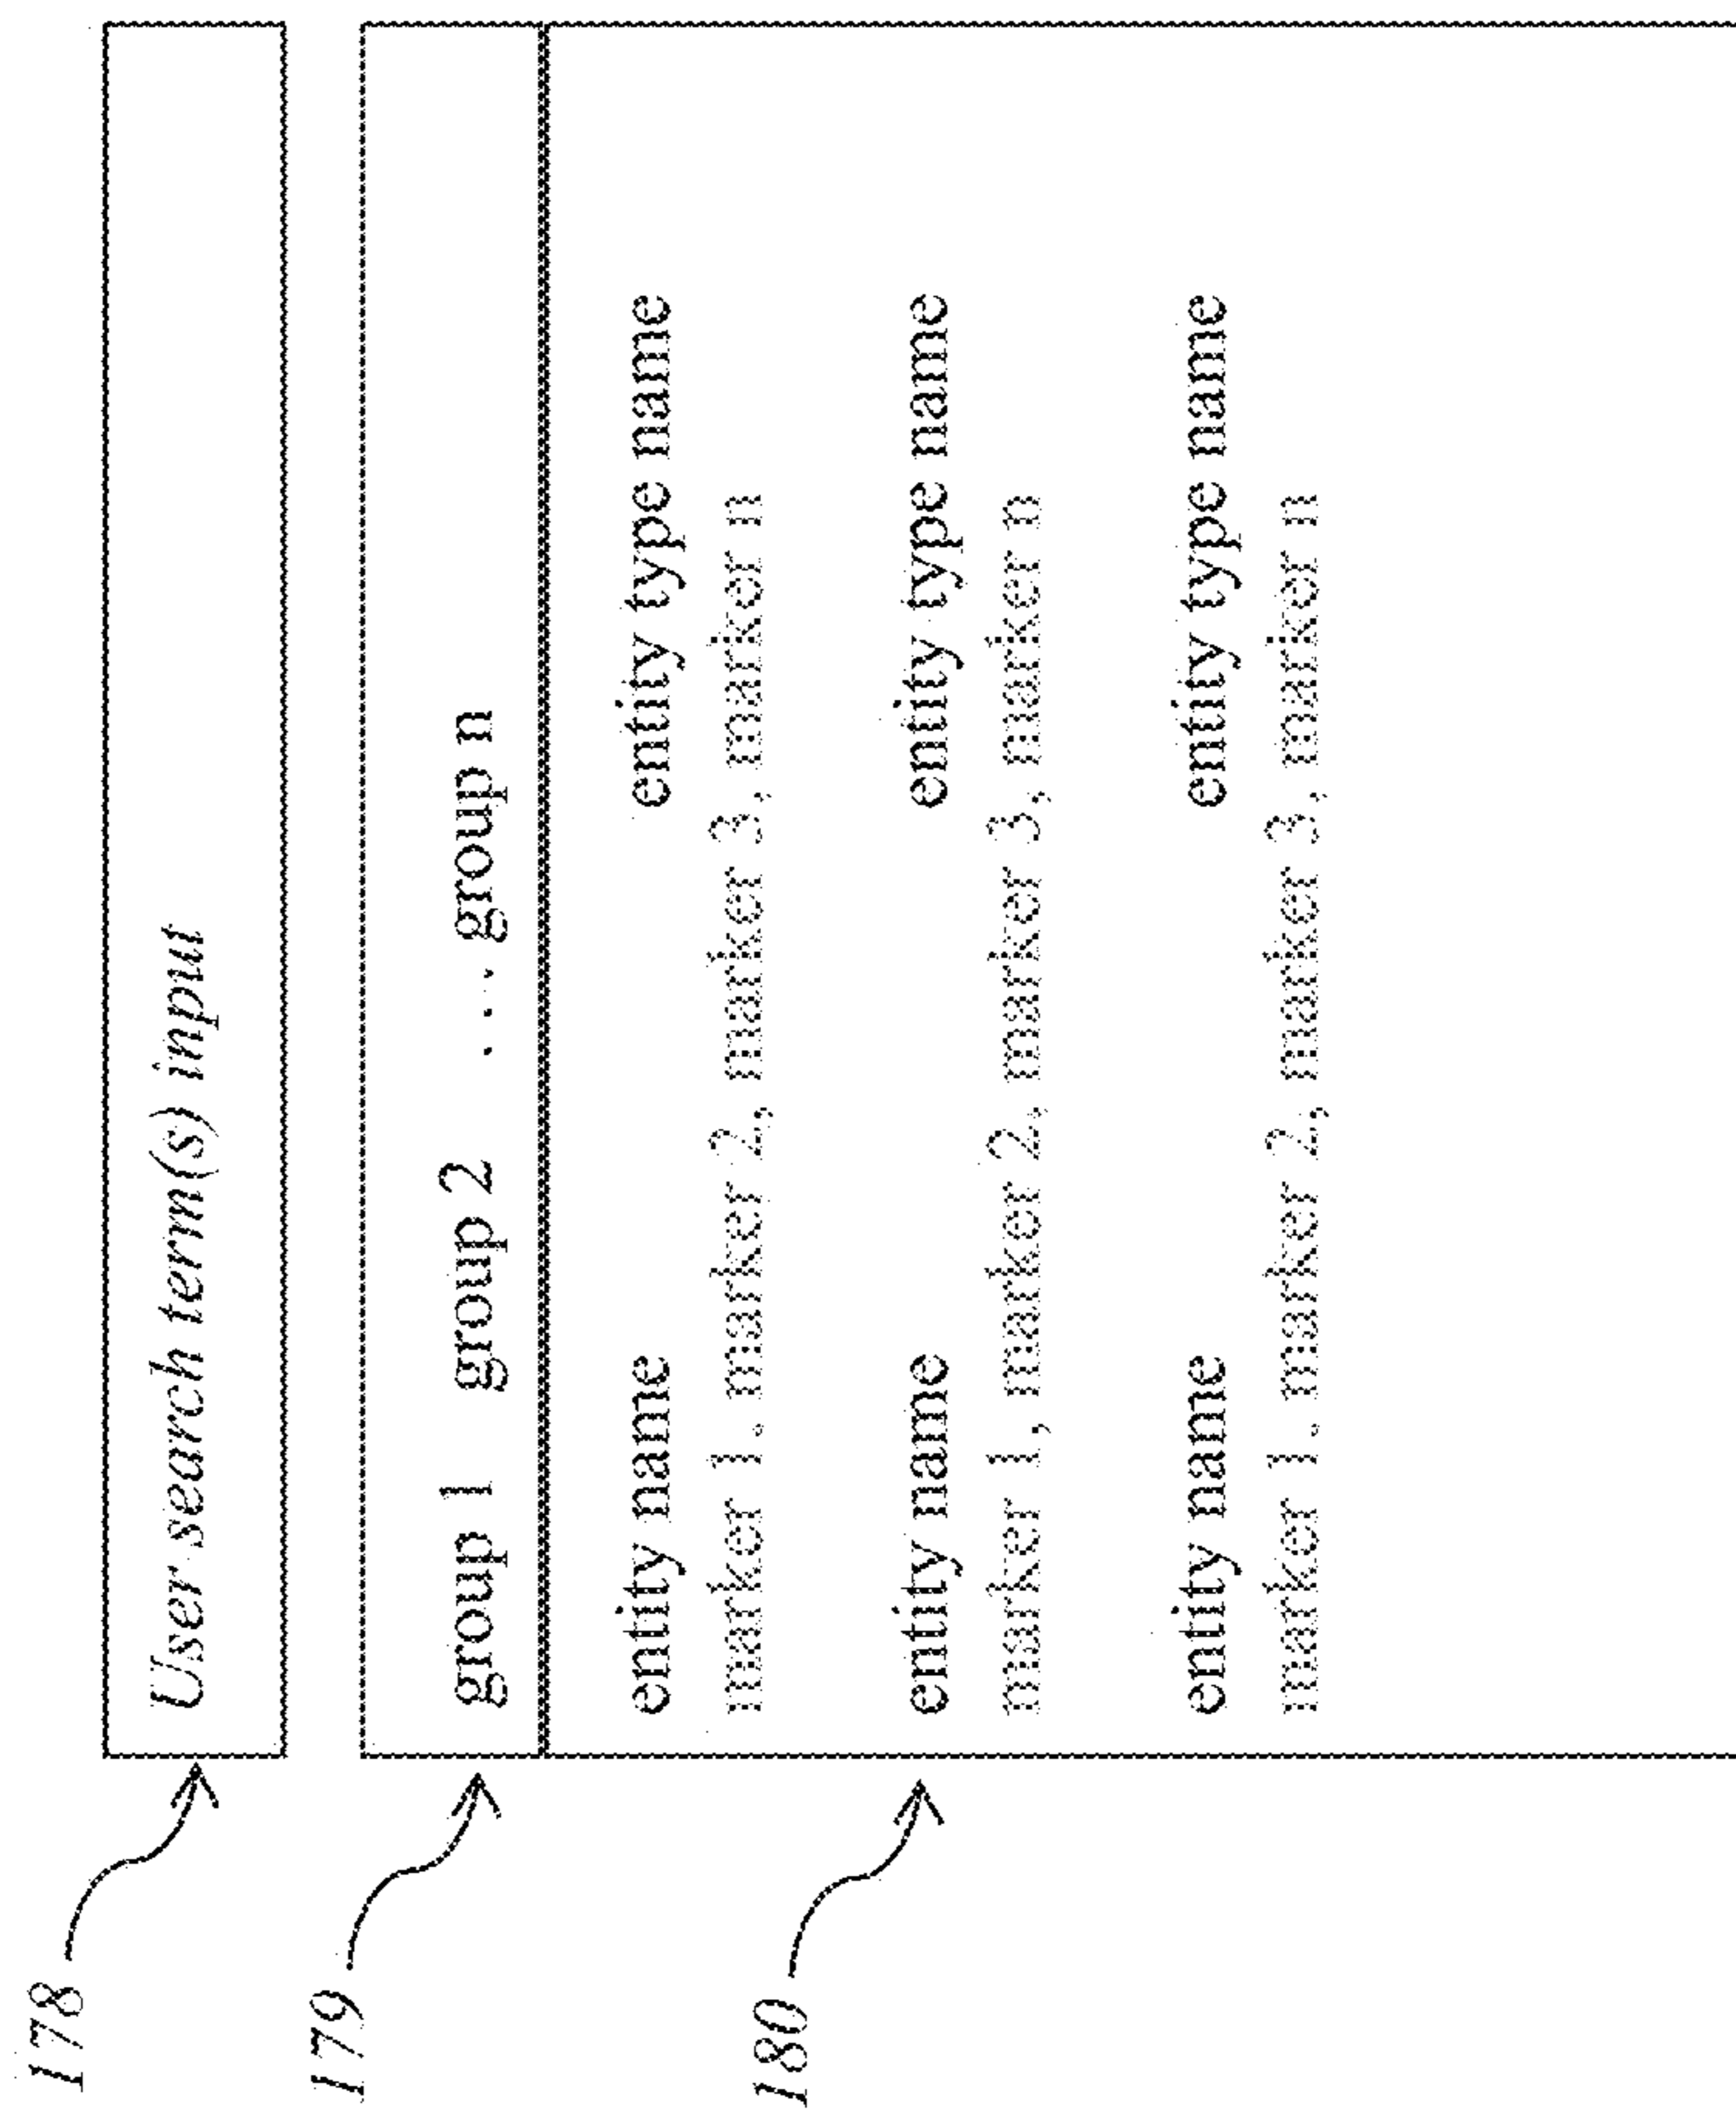 178
User search term(s) input
179
group 1 group 2 ... group n
180
entity name entity type name
marker 1, marker 2, marker 3, marker n
entity name entity type name
marker 1, marker 2, marker 3, marker n
entity name entity type name
marker 1, marker 2, marker 3, marker n